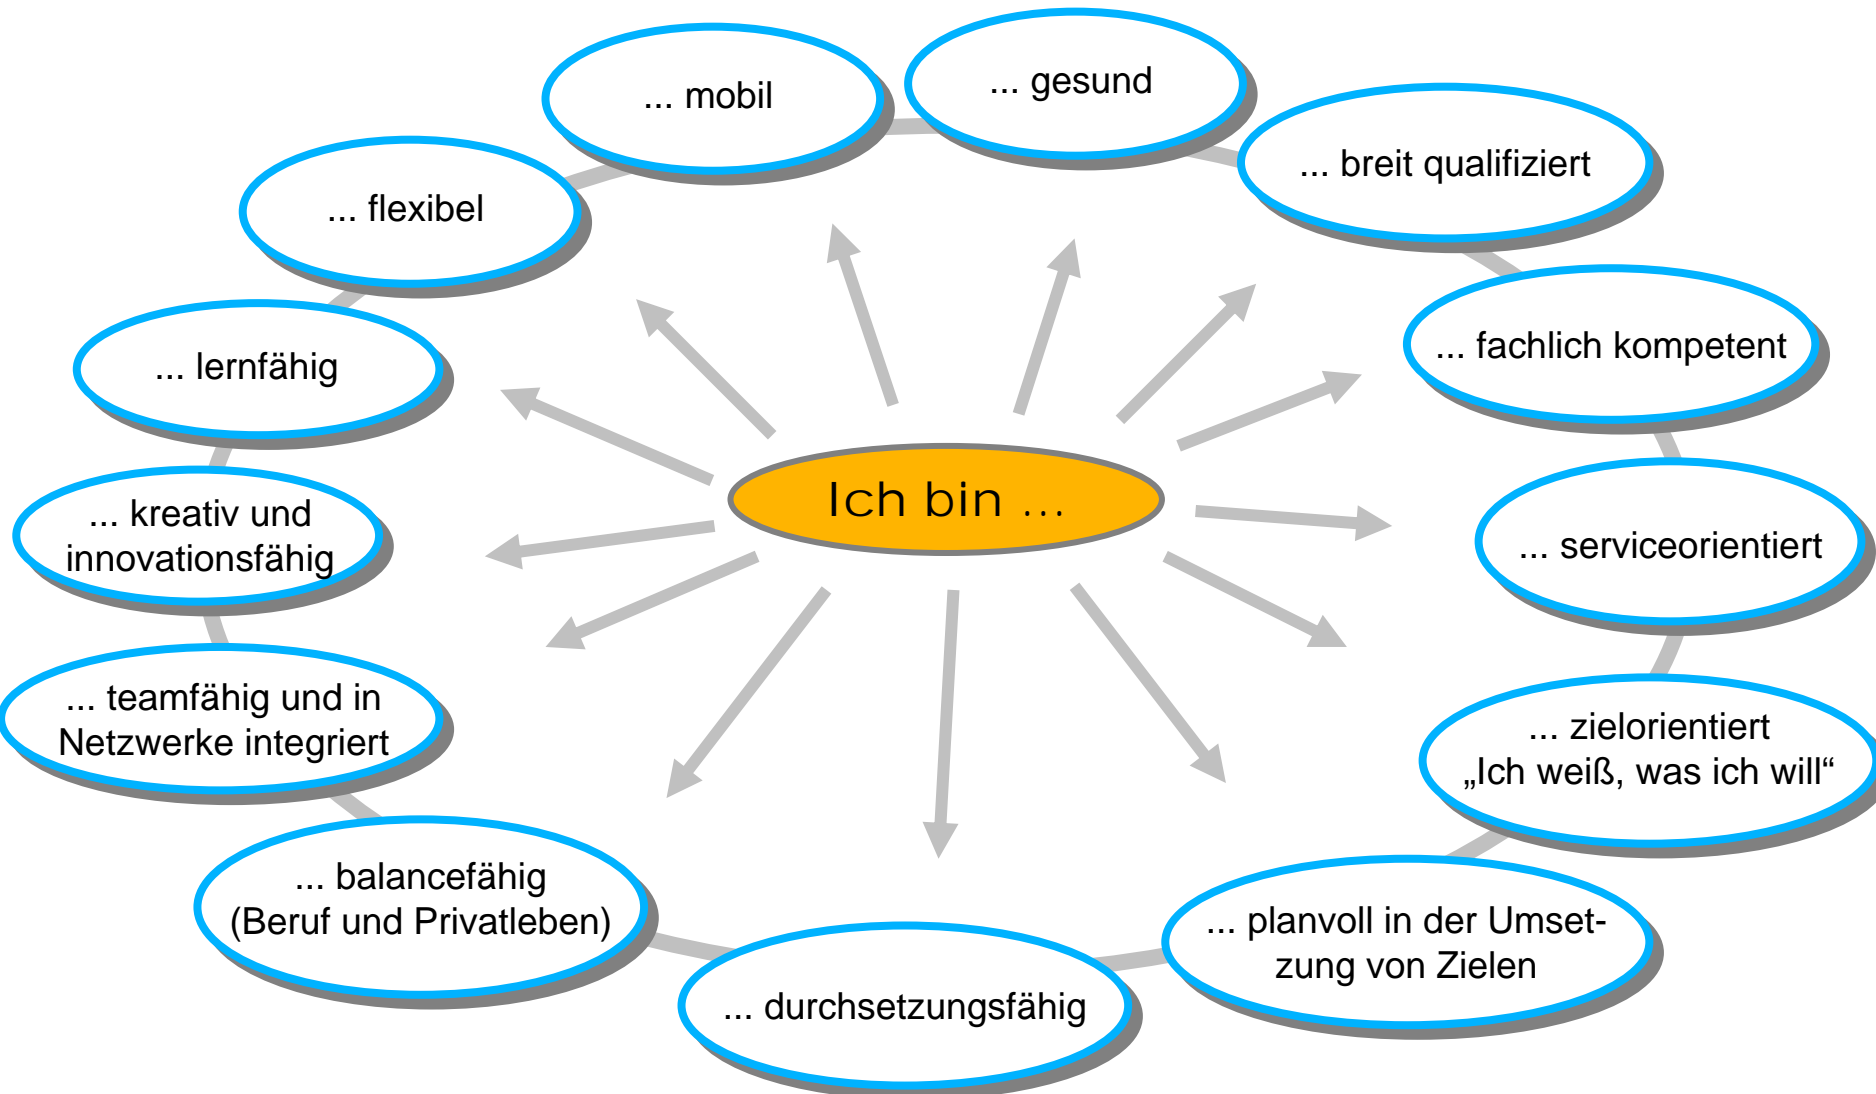 ... mobil
... gesund
... breit qualifiziert
... flexibel
... fachlich kompetent
... lernfähig
Ich bin ...
... kreativ und
innovationsfähig
... serviceorientiert
... teamfähig und in
Netzwerke integriert
... zielorientiert
„Ich weiß, was ich will“
... balancefähig
(Beruf und Privatleben)
... planvoll in der Umset-
zung von Zielen
... durchsetzungsfähig